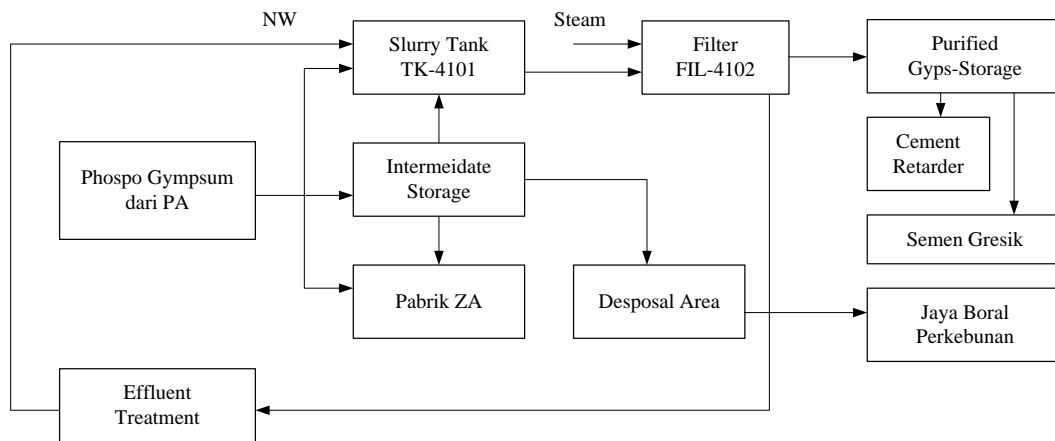 NW
Steam
Slurry Tank
TK-4101
Filter
FIL-4102
Purified
Gyps-Storage
Cement
Retarder
Phospo Gympsum
dari PA
Intermeidate
Storage
Semen Gresik
Pabrik ZA
Desposal Area
Jaya Boral
Perkebunan
Effluent
Treatment